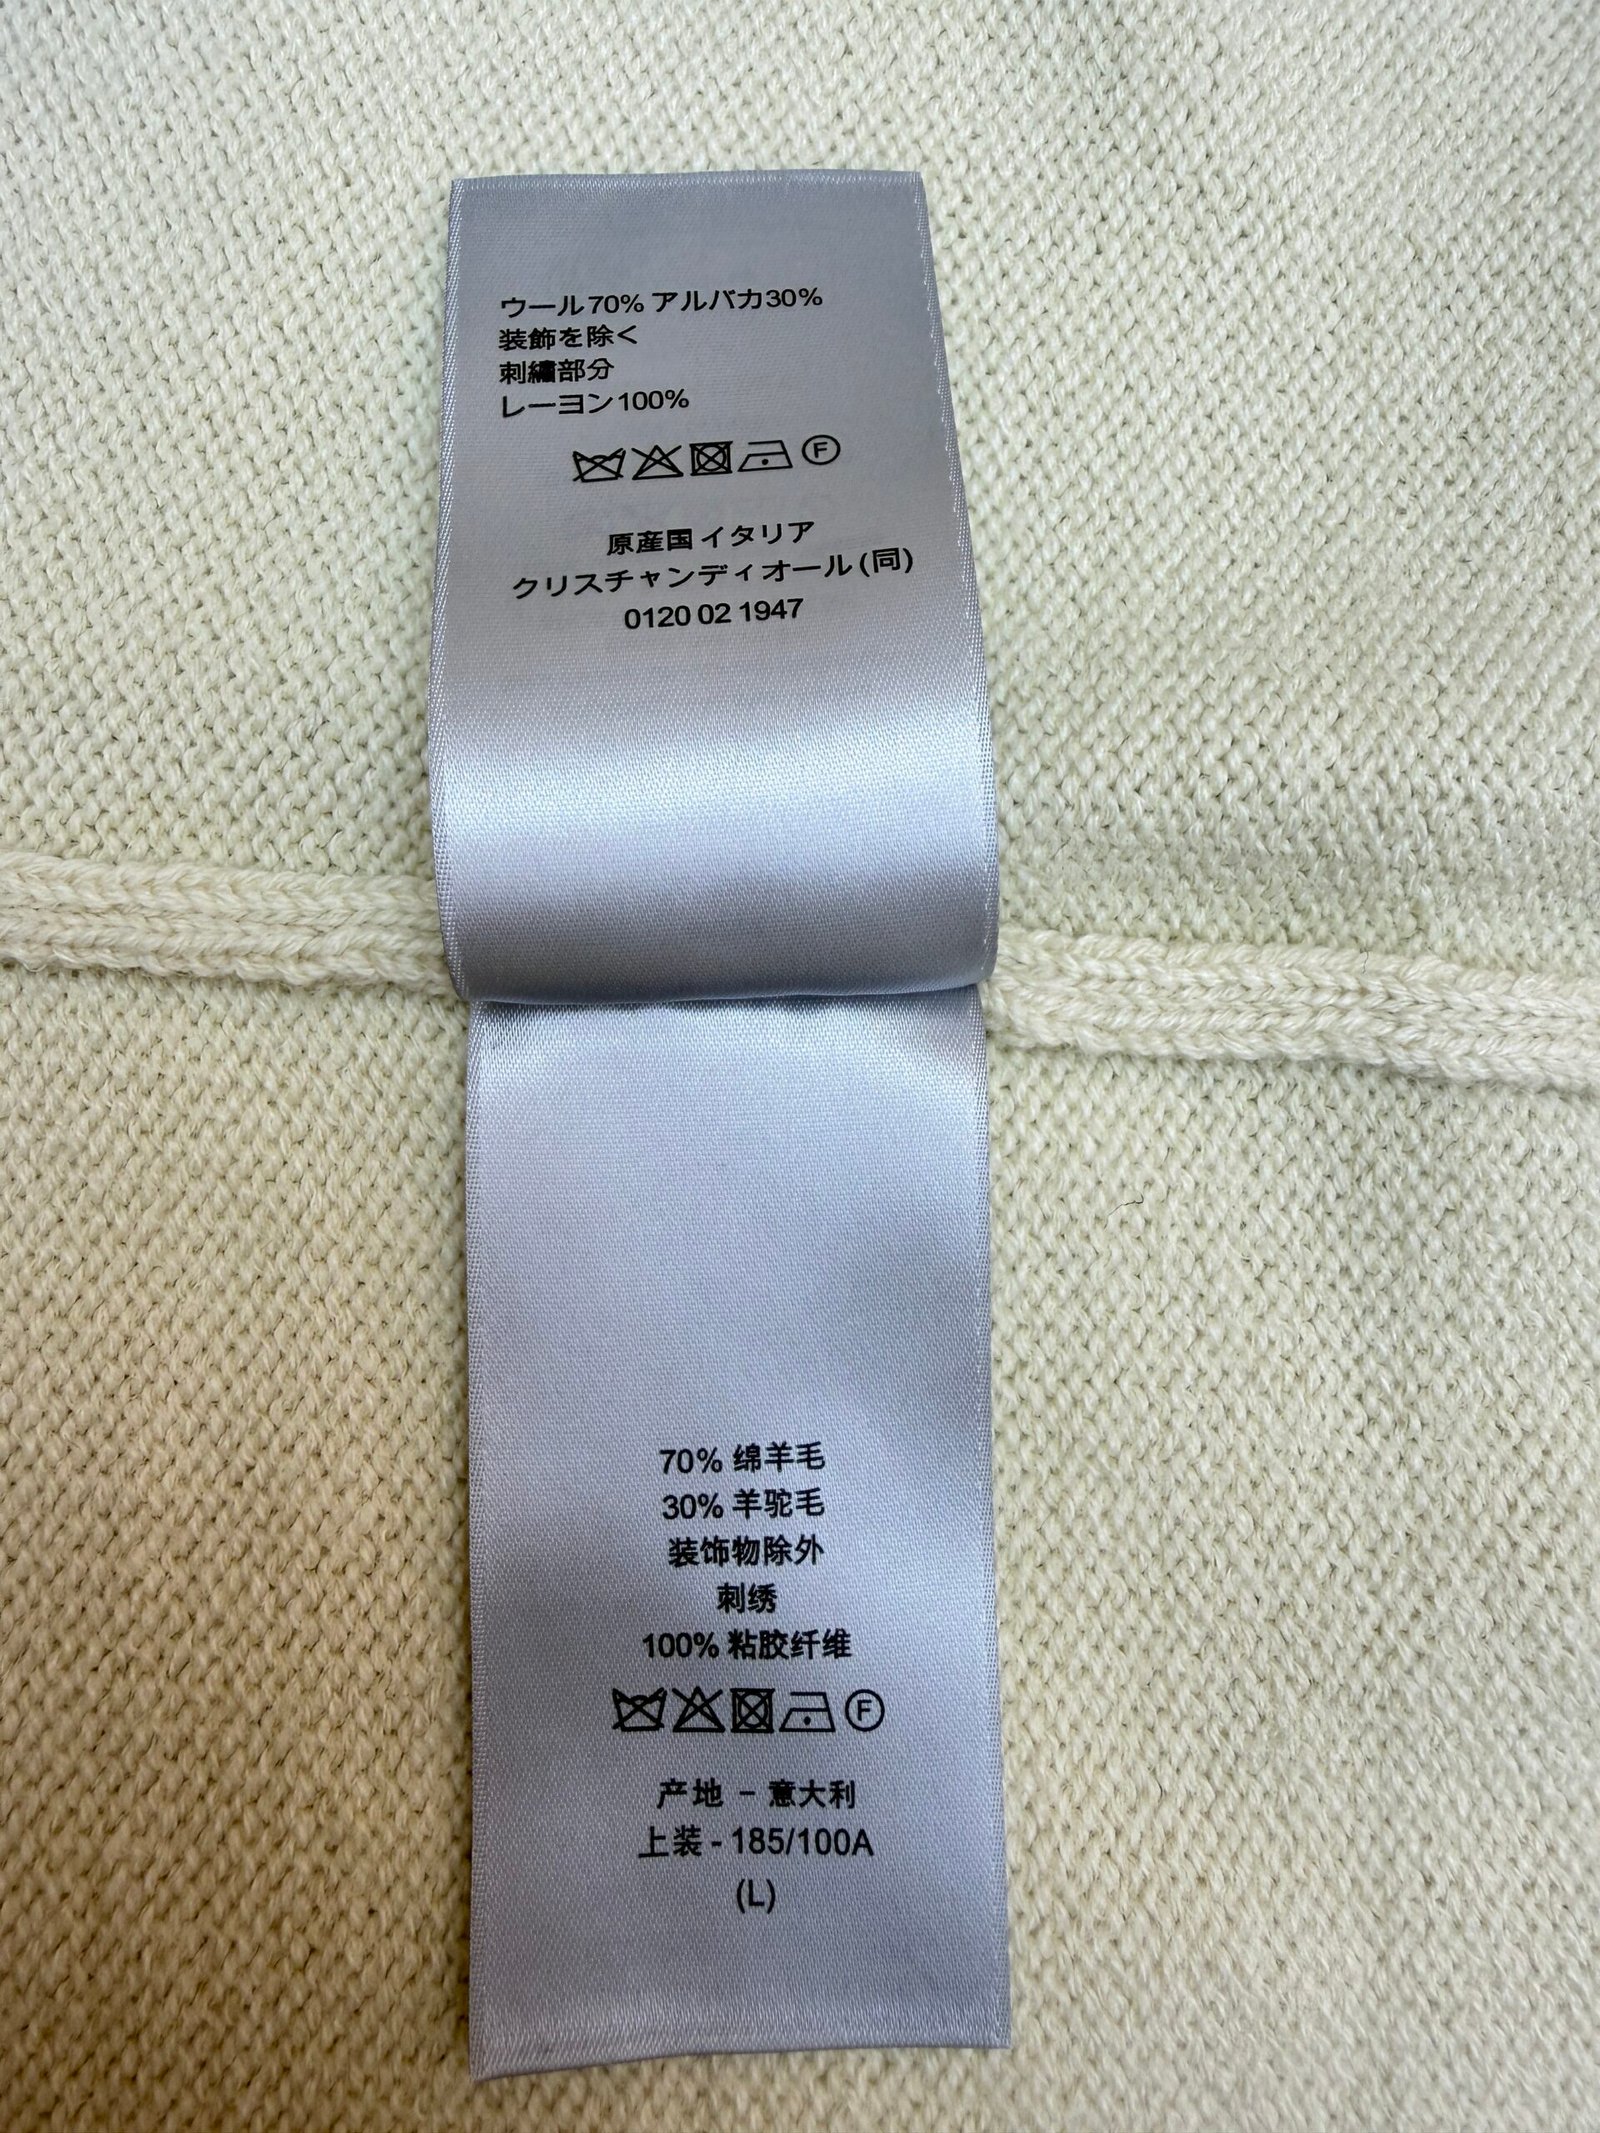 ウール70% アルバカ30%
装飾を除く
刺繡部分
レーヨン100%
F
原産国 イタリア
クリスチャンディオール(同)
0120 02 1947
70% 绵羊毛
30% 羊驼毛
装饰物除外
刺绣
100% 粘胶纤维
F
产地 - 意大利
上装 - 185/100A
(L)